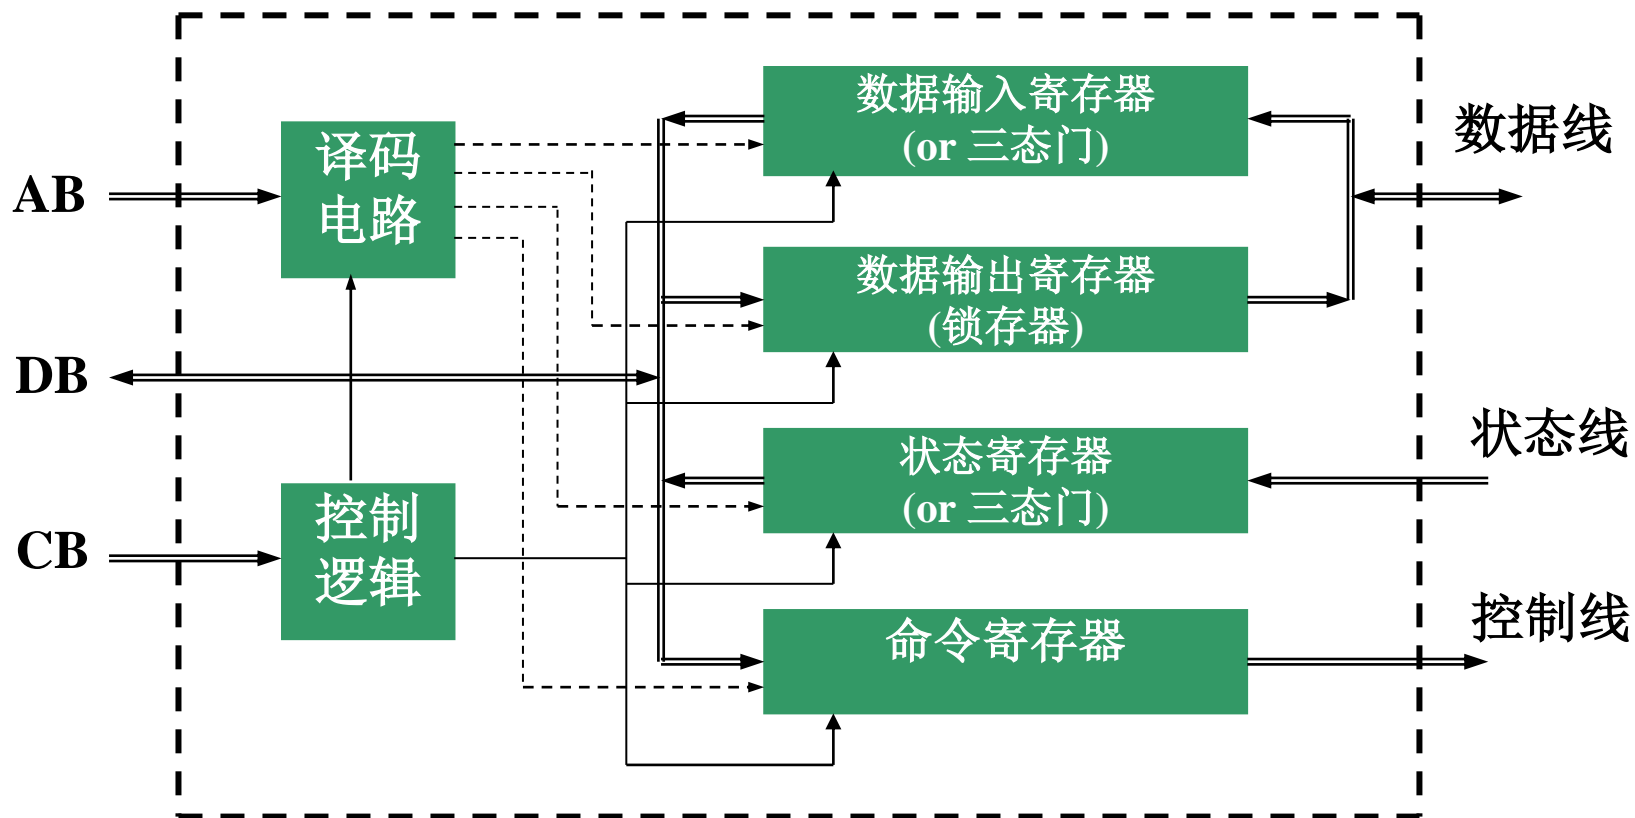 数据输入寄存器
(or 三态门)
数据线
译码
电路
AB
数据输出寄存器
(锁存器)
DB
状态线
状态寄存器
(or 三态门)
控制
逻辑
CB
控制线
命令寄存器